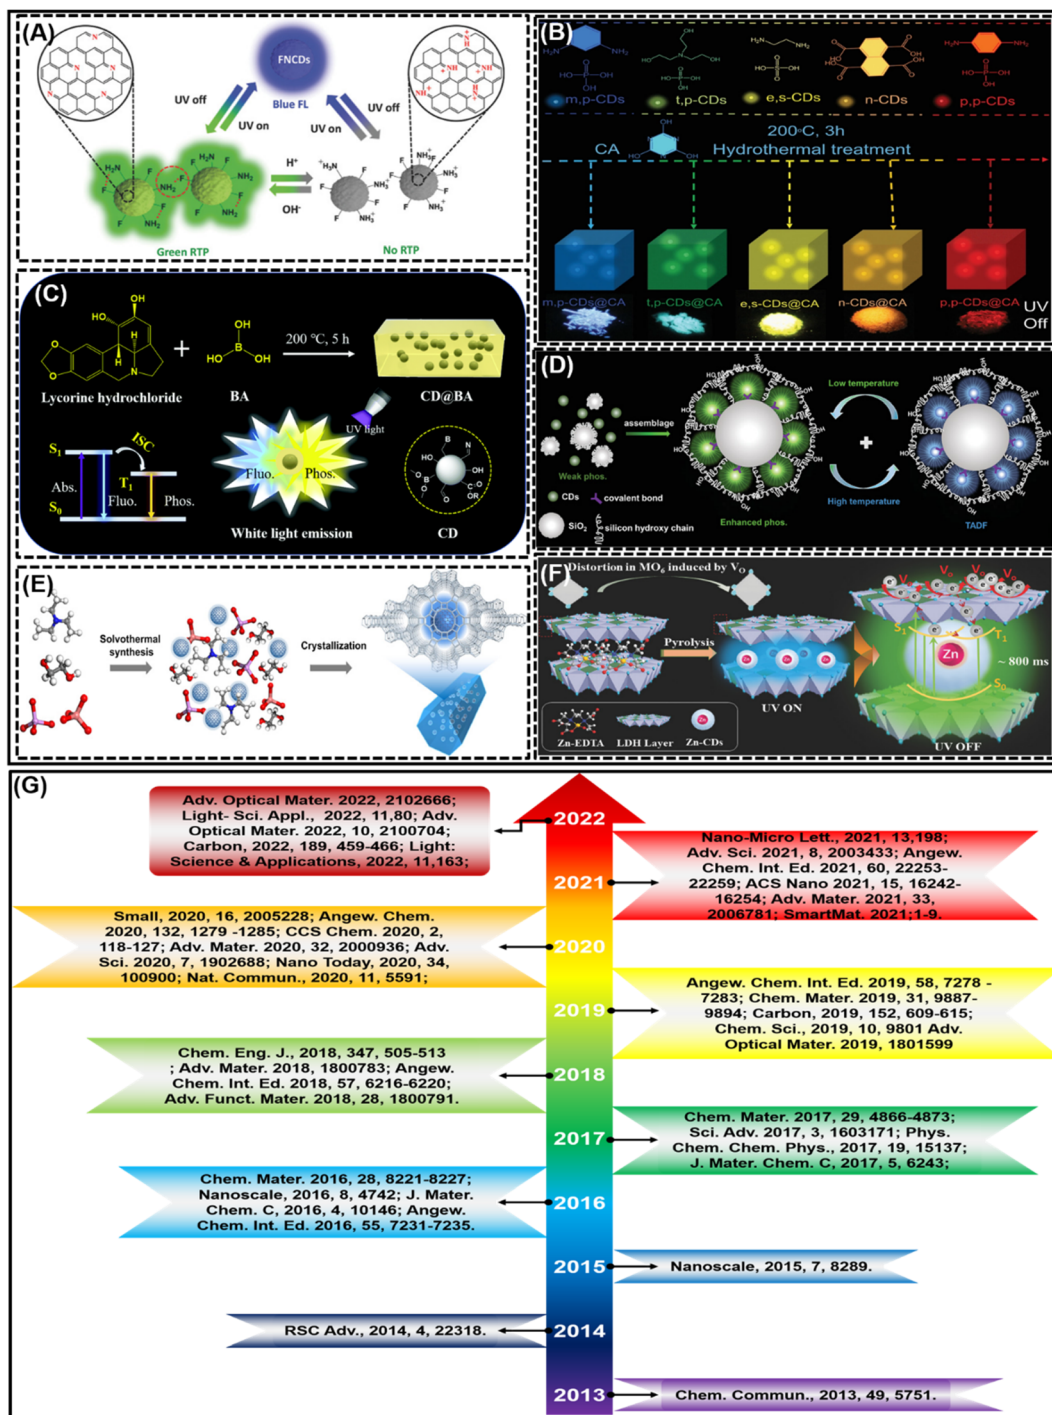 (A)
N
N
N
N
N
N
FNCDs
Blue FL
UV off
UV on
UV off
UV on
H⁺
OH⁻
Green RTP
No RTP
(B)
m,p-CDs
t,p-CDs
e,s-CDs
n-CDs
p,p-CDs
CA
200°C, 3h
Hydrothermal treatment
m,p-CDs@CA
t,p-CDs@CA
e,s-CDs@CA
n-CDs@CA
p,p-CDs@CA
UV
Off
(C)
OH
HO
OH
HO
OH
B
200 °C, 5 h
Lycorine hydrochloride
BA
CD@BA
UV light
S₁
ISC
T₁
Abs.
Fluo.
Phos.
S₀
Fluo.
Phos.
White light emission
CD
(D)
assemblage
Weak phos.
CDs
covalent bond
SiO₂
silicon hydroxy chain
Enhanced phos.
Low temperature
High temperature
TADF
(E)
Solvothermal
synthesis
Crystallization
(F)
Distortion in MO₆ induced by V₀
Pyrolysis
Zn
Zn
Zn
UV ON
Zn-EDTA
LDH Layer
Zn
Zn-CDs
S₁
T₁
Zn
~ 800 ms
S₀
UV OFF
(G)
Adv. Optical Mater. 2022, 2102666;
Light- Sci. Appl., 2022, 11,80; Adv.
Optical Mater. 2022, 10, 2100704;
Carbon, 2022, 189, 459-466; Light:
Science & Applications, 2022, 11,163;
2022
Nano-Micro Lett., 2021, 13,198;
Adv. Sci. 2021, 8, 2003433; Angew.
Chem. Int. Ed. 2021, 60, 22253-
22259; ACS Nano 2021, 15, 16242-
16254; Adv. Mater. 2021, 33,
2006781; SmartMat. 2021;1-9.
2021
Small, 2020, 16, 2005228; Angew. Chem.
2020, 132, 1279 -1285; CCS Chem. 2020, 2,
118-127; Adv. Mater. 2020, 32, 2000936; Adv.
Sci. 2020, 7, 1902688; Nano Today, 2020, 34,
100900; Nat. Commun., 2020, 11, 5591;
2020
Angew. Chem. Int. Ed. 2019, 58, 7278 -
7283; Chem. Mater. 2019, 31, 9887-
9894; Carbon, 2019, 152, 609-615;
Chem. Sci., 2019, 10, 9801 Adv.
Optical Mater. 2019, 1801599
2019
Chem. Eng. J., 2018, 347, 505-513
; Adv. Mater. 2018, 1800783; Angew.
Chem. Int. Ed. 2018, 57, 6216-6220;
Adv. Funct. Mater. 2018, 28, 1800791.
2018
Chem. Mater. 2017, 29, 4866-4873;
Sci. Adv. 2017, 3, 1603171; Phys.
Chem. Chem. Phys., 2017, 19, 15137;
J. Mater. Chem. C, 2017, 5, 6243;
2017
Chem. Mater. 2016, 28, 8221-8227;
Nanoscale, 2016, 8, 4742; J. Mater.
Chem. C, 2016, 4, 10146; Angew.
Chem. Int. Ed. 2016, 55, 7231-7235.
2016
2015
Nanoscale, 2015, 7, 8289.
RSC Adv., 2014, 4, 22318.
2014
2013
Chem. Commun., 2013, 49, 5751.